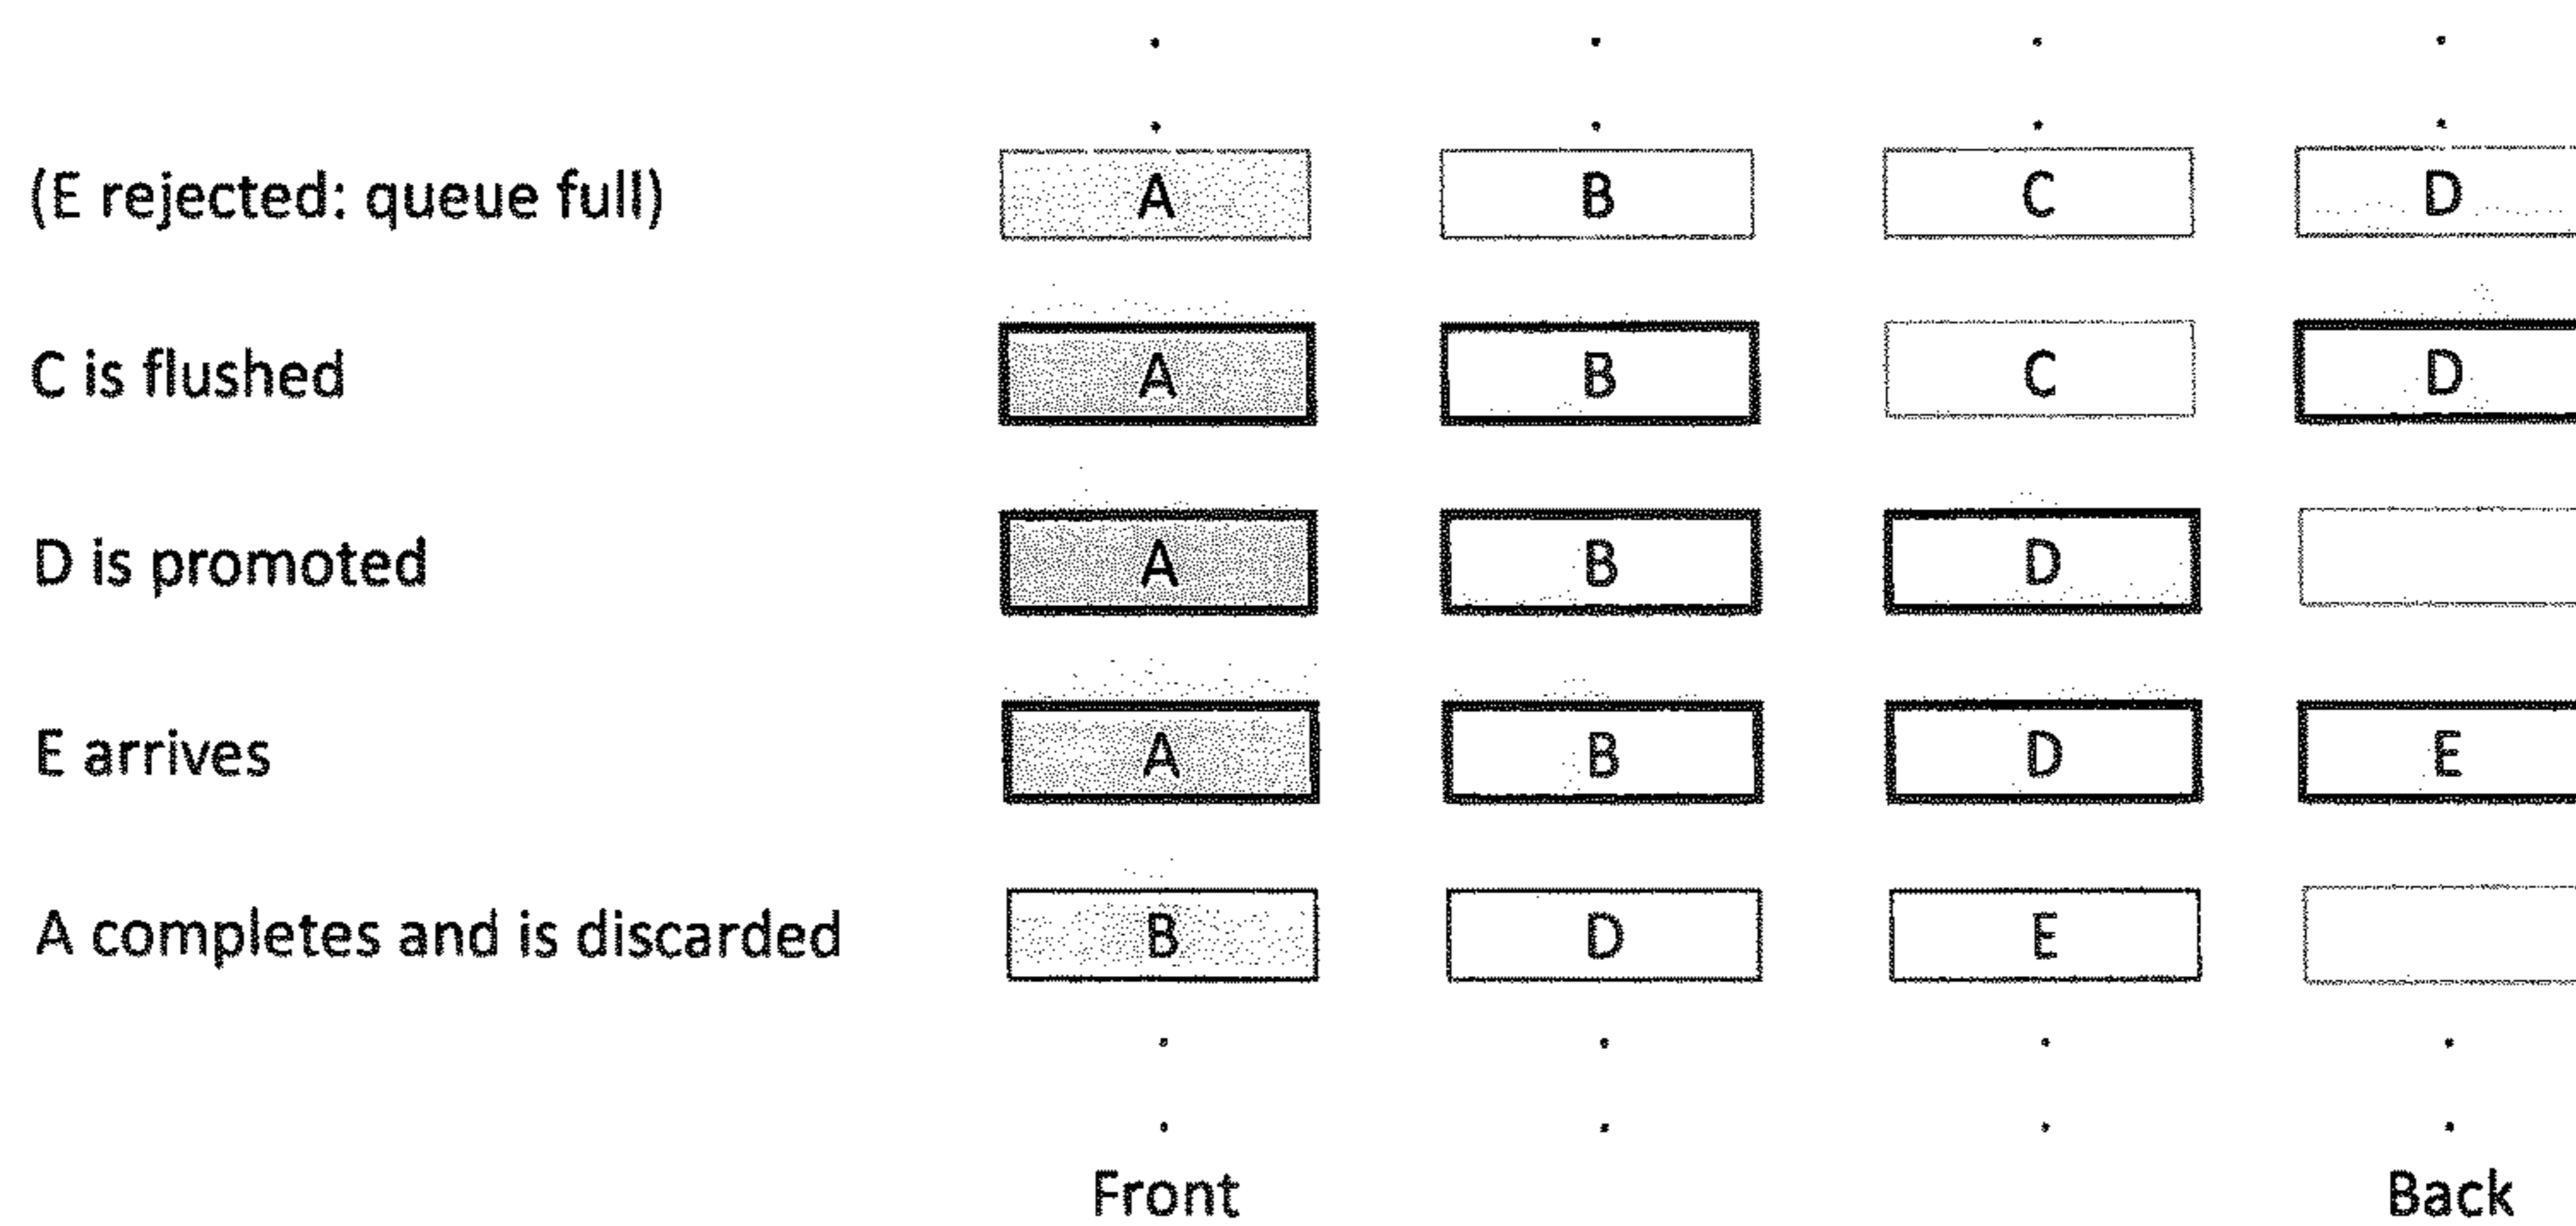 (E rejected: queue full) A B C D
C is flushed A B C D
D is promoted A B D
E arrives A B D E
A completes and is discarded B D E
Front Back